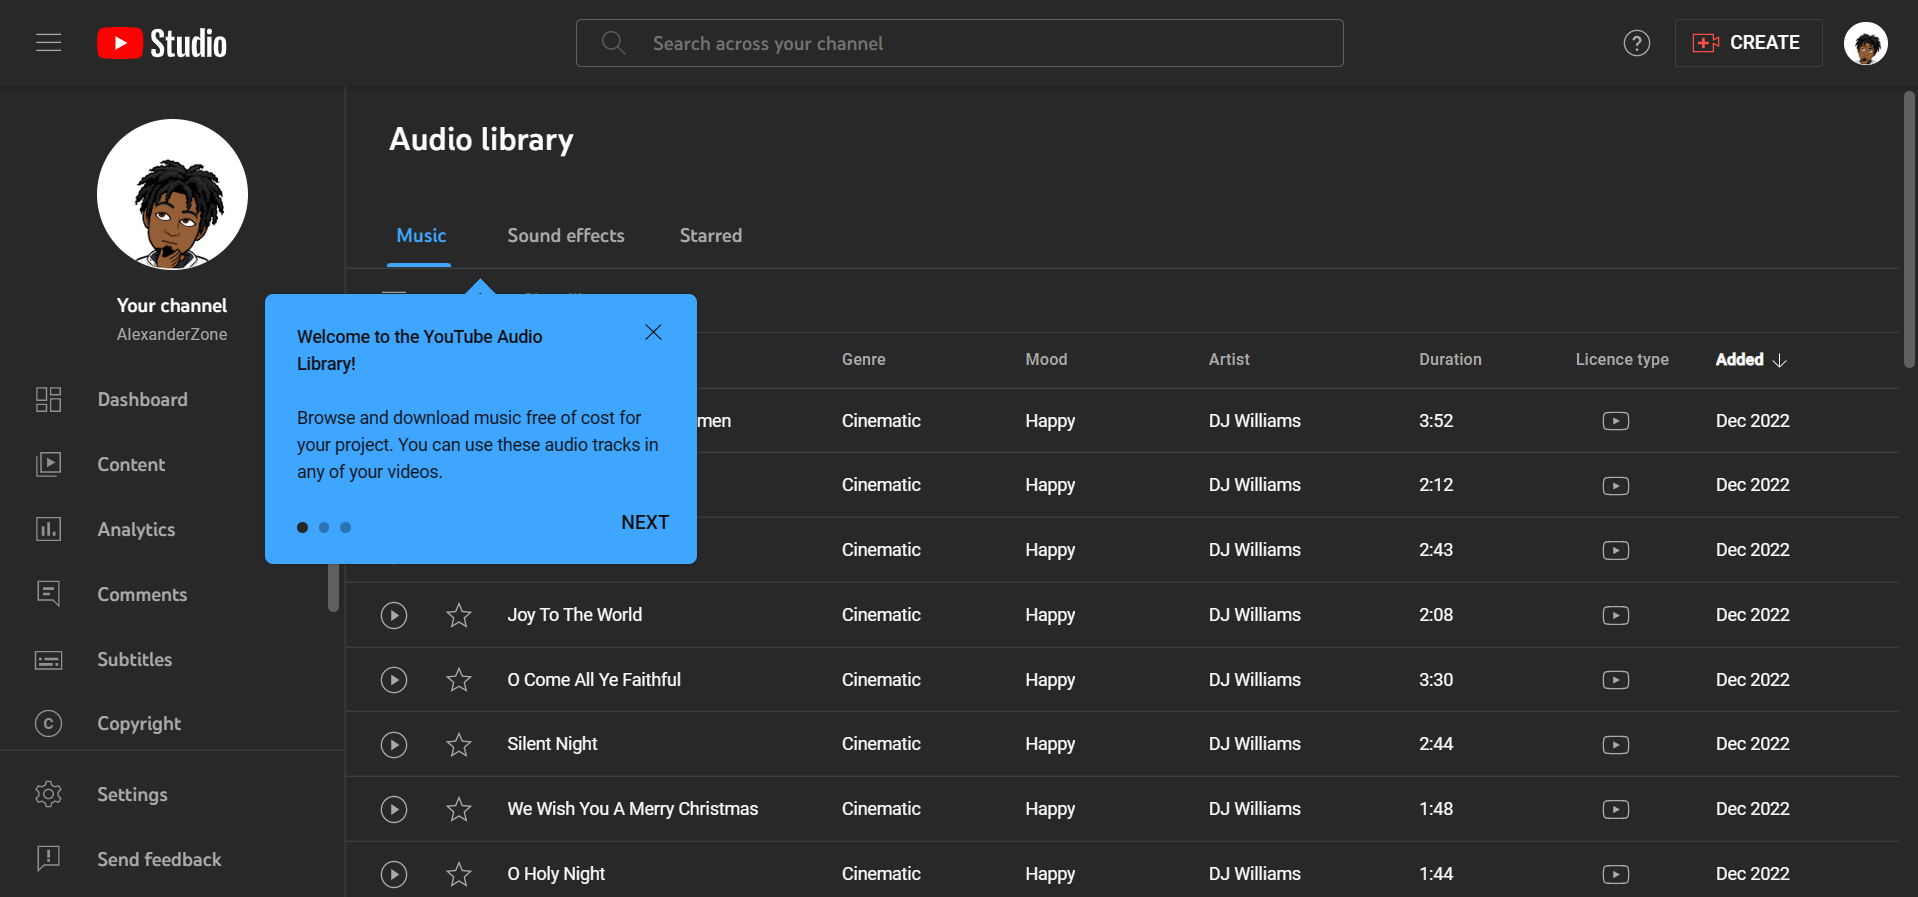 Studio
Search across your channel
?
CREATE
Your channel
AlexanderZone
Dashboard
Content
Analytics
Comments
Subtitles
Copyright
Settings
Send feedback
Audio library
Music Sound effects Starred
Welcome to the YouTube Audio
Library!
Browse and download music free of cost for
your project. You can use these audio tracks in
any of your videos.
NEXT
Genre Mood Artist Duration Licence type Added
men Cinematic Happy DJ Williams 3:52 Dec 2022
Cinematic Happy DJ Williams 2:12 Dec 2022
Cinematic Happy DJ Williams 2:43 Dec 2022
Joy To The World Cinematic Happy DJ Williams 2:08 Dec 2022
O Come All Ye Faithful Cinematic Happy DJ Williams 3:30 Dec 2022
Silent Night Cinematic Happy DJ Williams 2:44 Dec 2022
We Wish You A Merry Christmas Cinematic Happy DJ Williams 1:48 Dec 2022
O Holy Night Cinematic Happy DJ Williams 1:44 Dec 2022